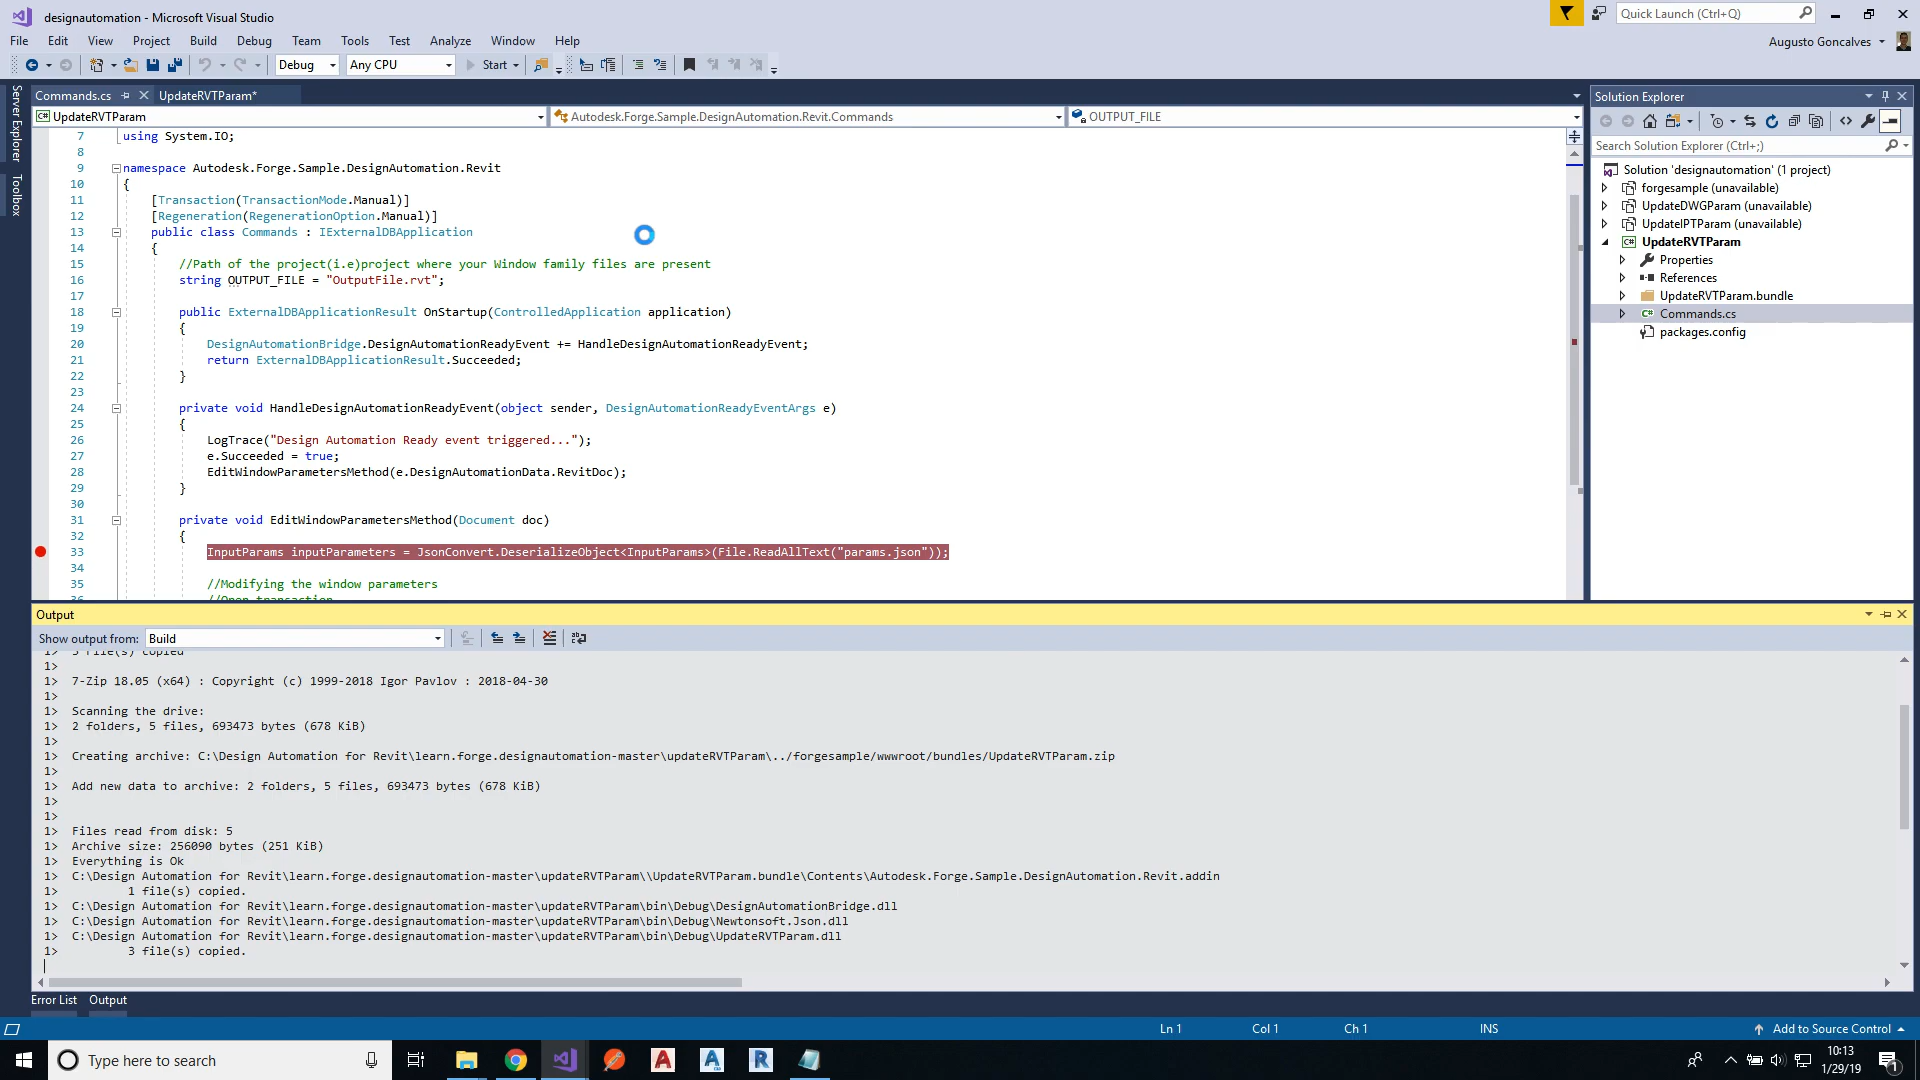 designautomation - Microsoft Visual Studio
Quick Launch (Ctrl+Q)
File Edit View Project Build Debug Team Tools Test Analyze Window Help
Augusto Goncalves
Debug Any CPU Start
Server Explorer
Toolbox
Commands.cs UpdateRVTParam*
UpdateRVTParam Autodesk.Forge.Sample.DesignAutomation.Revit.Commands OUTPUT_FILE
7 using System.IO;
8
9 namespace Autodesk.Forge.Sample.DesignAutomation.Revit
10 {
11 [Transaction(TransactionMode.Manual)]
12 [Regeneration(RegenerationOption.Manual)]
13 public class Commands : IExternalDBApplication
14 {
15 //Path of the project(i.e)project where your Window family files are present
16 string OUTPUT_FILE = "OutputFile.rvt";
17
18 public ExternalDBApplicationResult OnStartup(ControlledApplication application)
19 {
20 DesignAutomationBridge.DesignAutomationReadyEvent += HandleDesignAutomationReadyEvent;
21 return ExternalDBApplicationResult.Succeeded;
22 }
23
24 private void HandleDesignAutomationReadyEvent(object sender, DesignAutomationReadyEventArgs e)
25 {
26 LogTrace("Design Automation Ready event triggered...");
27 e.Succeeded = true;
28 EditWindowParametersMethod(e.DesignAutomationData.RevitDoc);
29 }
30
31 private void EditWindowParametersMethod(Document doc)
32 {
33 InputParams inputParameters = JsonConvert.DeserializeObject<InputParams>(File.ReadAllText("params.json"));
34
35 //Modifying the window parameters
36 //Open transaction
Solution Explorer
Search Solution Explorer (Ctrl+;)
Solution 'designautomation' (1 project)
forgesample (unavailable)
UpdateDWGParam (unavailable)
UpdateIPTParam (unavailable)
UpdateRVTParam
Properties
References
UpdateRVTParam.bundle
Commands.cs
packages.config
Output
Show output from: Build
1> 5 file(s) copied
1>
1> 7-Zip 18.05 (x64) : Copyright (c) 1999-2018 Igor Pavlov : 2018-04-30
1>
1> Scanning the drive:
1> 2 folders, 5 files, 693473 bytes (678 KiB)
1>
1> Creating archive: C:\Design Automation for Revit\learn.forge.designautomation-master\updateRVTParam\../forgesample/wwwroot/bundles/UpdateRVTParam.zip
1>
1> Add new data to archive: 2 folders, 5 files, 693473 bytes (678 KiB)
1>
1>
1> Files read from disk: 5
1> Archive size: 256090 bytes (251 KiB)
1> Everything is Ok
1> C:\Design Automation for Revit\learn.forge.designautomation-master\updateRVTParam\\UpdateRVTParam.bundle\Contents\Autodesk.Forge.Sample.DesignAutomation.Revit.addin
1> 1 file(s) copied.
1> C:\Design Automation for Revit\learn.forge.designautomation-master\updateRVTParam\bin\Debug\DesignAutomationBridge.dll
1> C:\Design Automation for Revit\learn.forge.designautomation-master\updateRVTParam\bin\Debug\Newtonsoft.Json.dll
1> C:\Design Automation for Revit\learn.forge.designautomation-master\updateRVTParam\bin\Debug\UpdateRVTParam.dll
1> 3 file(s) copied.
Error List Output
Ln 1 Col 1 Ch 1 INS Add to Source Control
Type here to search
10:13
1/29/19
1